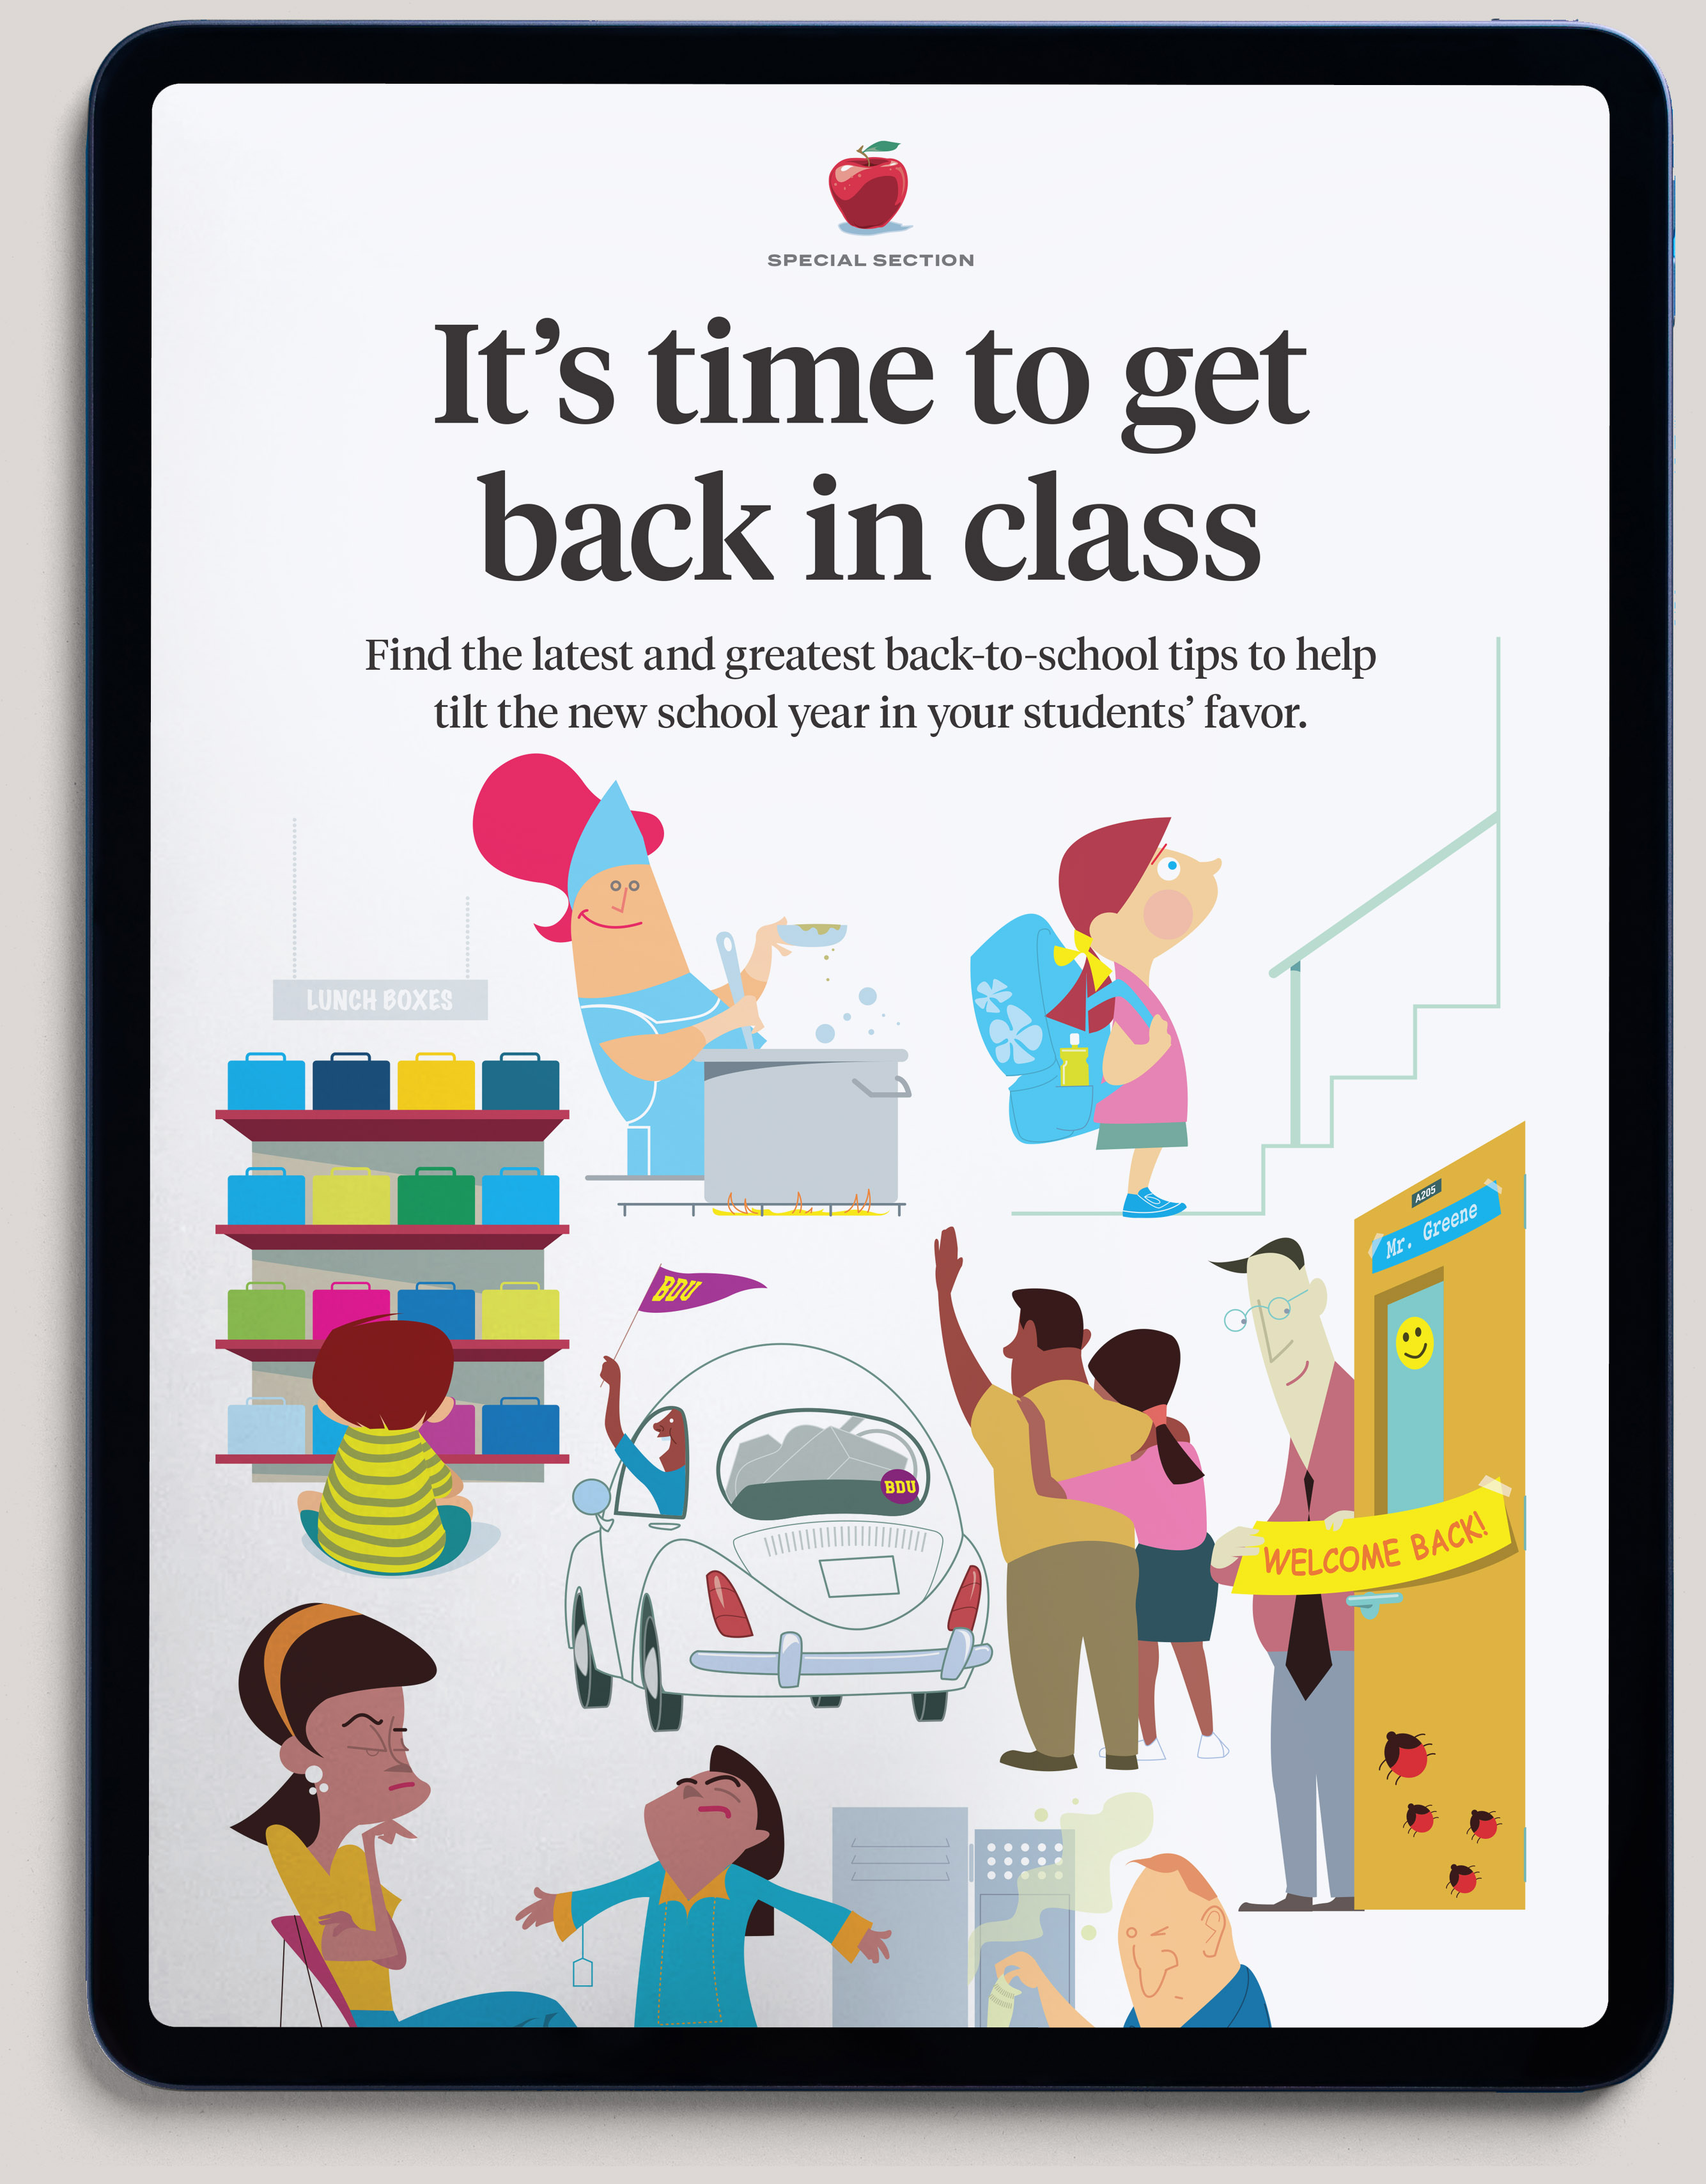 SPECIAL SECTION
It’s time to get
back in class
Find the latest and greatest back-to-school tips to help
tilt the new school year in your students’ favor.
LUNCH BOXES
A205
Mr. Greene
BDU
BDU
WELCOME BACK!